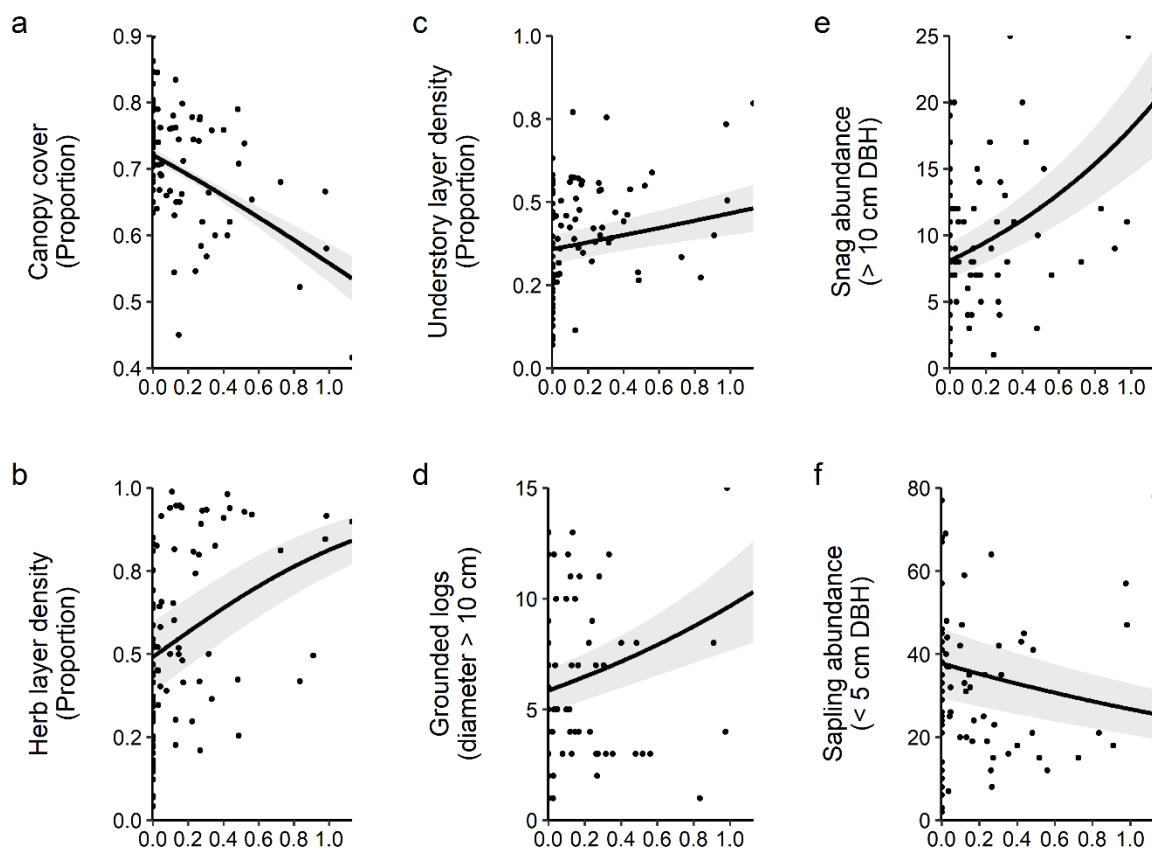 a
Canopy cover
(Proportion)
0.9
0.8
0.7
0.6
0.5
0.4
0.0 0.2 0.4 0.6 0.8 1.0
c
Understory layer density
(Proportion)
1.0
0.8
0.5
0.2
0.0
0.0 0.2 0.4 0.6 0.8 1.0
e
Snag abundance
(> 10 cm DBH)
25
20
15
10
5
0
0.0 0.2 0.4 0.6 0.8 1.0
b
Herb layer density
(Proportion)
1.0
0.8
0.5
0.2
0.0
0.0 0.2 0.4 0.6 0.8 1.0
d
Grounded logs
(diameter > 10 cm)
15
10
5
0
0.0 0.2 0.4 0.6 0.8 1.0
f
Sapling abundance
(< 5 cm DBH)
80
60
40
20
0
0.0 0.2 0.4 0.6 0.8 1.0